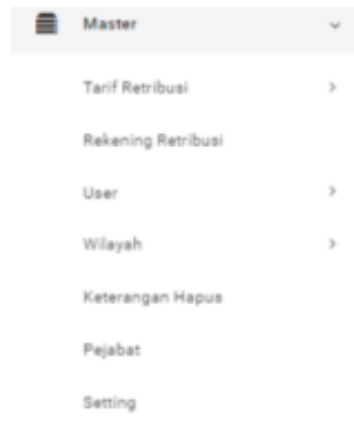 Master
Tarif Retribusi
Rekening Retribusi
User
Wilayah
Keterangan Hapus
Pejabat
Setting